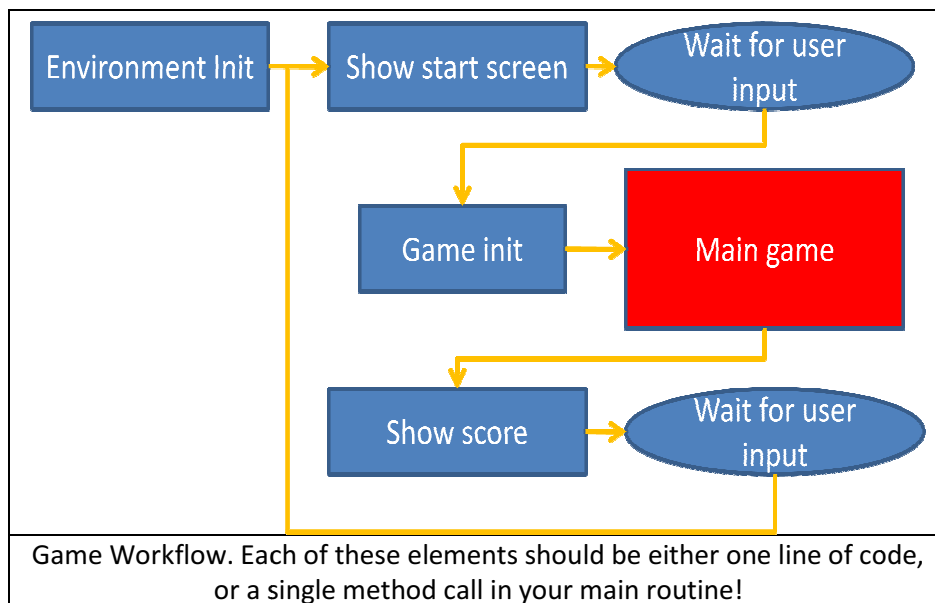 Environment Init
Show start screen
Wait for user
input
Game init
Main game
Show score
Wait for user
input
Game Workflow. Each of these elements should be either one line of code,
or a single method call in your main routine!